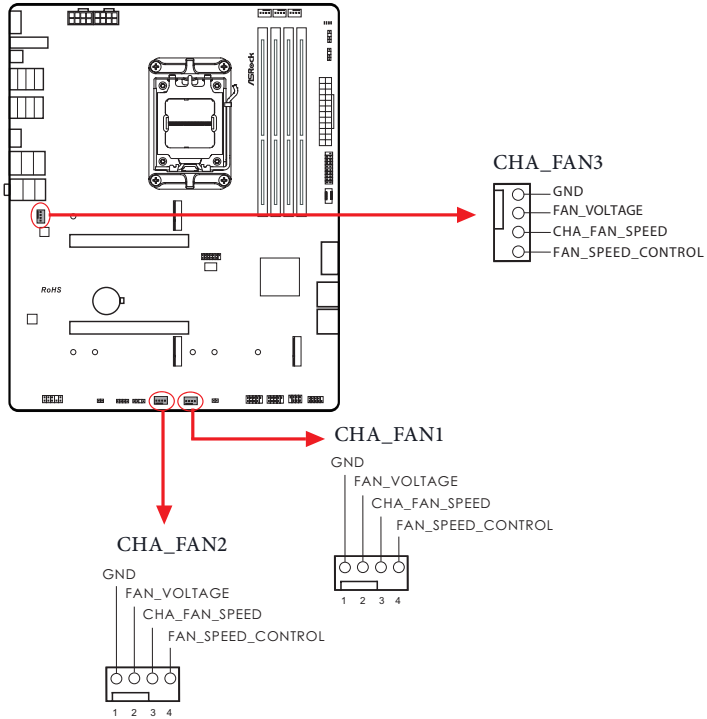 /ISRock
CHA_FAN3
GND
FAN_VOLTAGE
CHA_FAN_SPEED
FAN_SPEED_CONTROL
RoHS
CHA_FAN1
GND
FAN_VOLTAGE
CHA_FAN_SPEED
FAN_SPEED_CONTROL
1 2 3 4
CHA_FAN2
GND
FAN_VOLTAGE
CHA_FAN_SPEED
FAN_SPEED_CONTROL
1 2 3 4